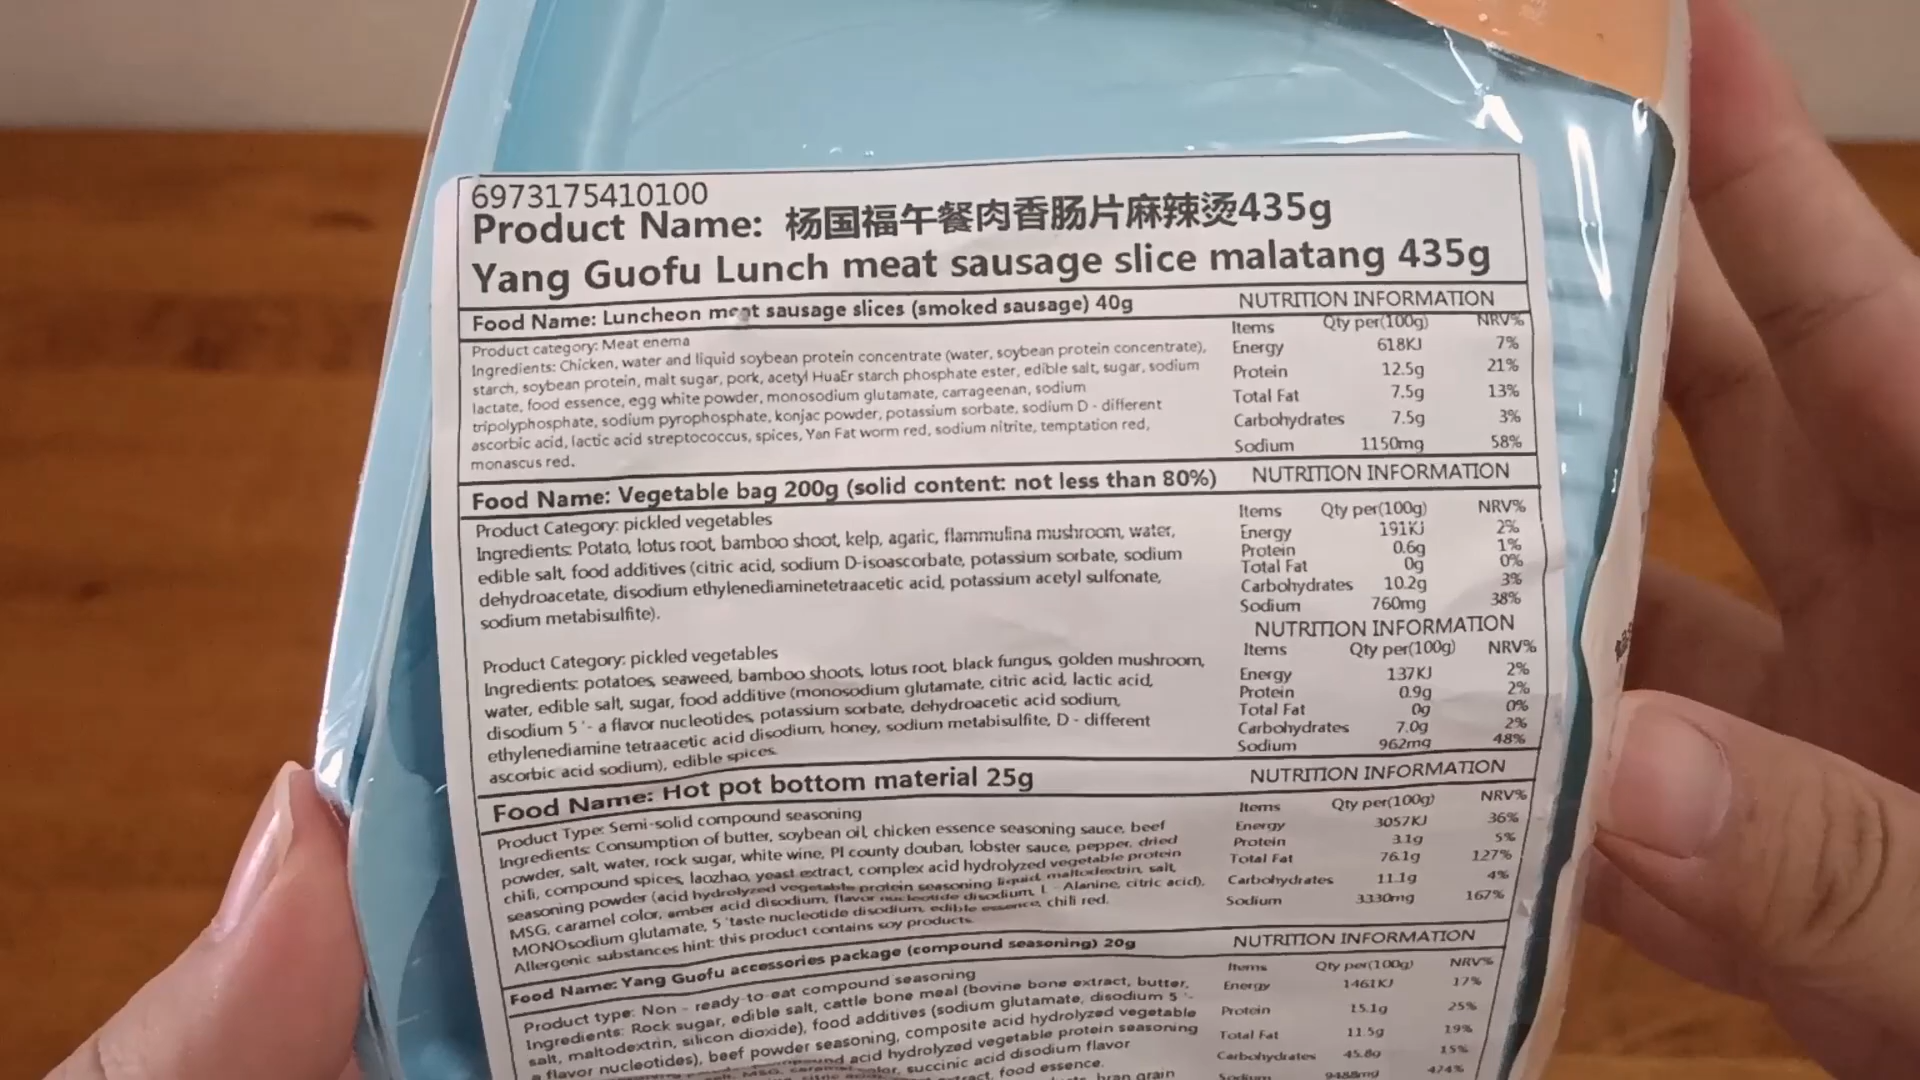 6973175410100
Product Name: 杨国福午餐肉香肠片麻辣烫435g
Yang Guofu Lunch meat sausage slice malatang 435g
Food Name: Luncheon meat sausage slices (smoked sausage) 40g
Product category: Meat enema
Ingredients: Chicken, water and liquid soybean protein concentrate (water, soybean protein concentrate),
starch, soybean protein, malt sugar, pork, acetyl HuaEr starch phosphate ester, edible salt, sugar, sodium
lactate, food essence, egg white powder, monosodium glutamate, carrageenan, sodium
tripolyphosphate, sodium pyrophosphate, konjac powder, potassium sorbate, sodium D - different
ascorbic acid, lactic acid streptococcus, spices, Yan Fat worm red, sodium nitrite, temptation red,
monascus red.
NUTRITION INFORMATION
Items Qty per(100g) NRV%
Energy 618KJ 7%
Protein 12.5g 21%
Total Fat 7.5g 13%
Carbohydrates 7.5g 3%
Sodium 1150mg 58%
Food Name: Vegetable bag 200g (solid content: not less than 80%)
Product Category: pickled vegetables
Ingredients: Potato, lotus root, bamboo shoot, kelp, agaric, flammulina mushroom, water,
edible salt, food additives (citric acid, sodium D-isoascorbate, potassium sorbate, sodium
dehydroacetate, disodium ethylenediaminetetraacetic acid, potassium acetyl sulfonate,
sodium metabisulfite).
NUTRITION INFORMATION
Items Qty per(100g) NRV%
Energy 191KJ 2%
Protein 0.6g 1%
Total Fat 0g 0%
Carbohydrates 10.2g 3%
Sodium 760mg 38%
Product Category: pickled vegetables
Ingredients: potatoes, seaweed, bamboo shoots, lotus root, black fungus, golden mushroom,
water, edible salt, sugar, food additive (monosodium glutamate, citric acid, lactic acid,
disodium 5 '- a flavor nucleotides, potassium sorbate, dehydroacetic acid sodium,
ethylenediamine tetraacetic acid disodium, honey, sodium metabisulfite, D - different
ascorbic acid sodium), edible spices.
NUTRITION INFORMATION
Items Qty per(100g) NRV%
Energy 137KJ 2%
Protein 0.9g 2%
Total Fat 0g 0%
Carbohydrates 7.0g 2%
Sodium 962mg 48%
Food Name: Hot pot bottom material 25g
Product Type: Semi-solid compound seasoning
Ingredients: Consumption of butter, soybean oil, chicken essence seasoning sauce, beef
powder, salt, water, rock sugar, white wine, PI county douban, lobster sauce, pepper, dried
chili, compound spices, laozhao, yeast extract, complex acid hydrolyzed vegetable protein
seasoning powder (acid hydrolyzed vegetable protein seasoning liquid, maltodextrin, salt,
MSG, caramel color, amber acid disodium, flavor nucleotide disodium, L - Alanine, citric acid),
MONOsodium glutamate, 5 'taste nucleotide disodium, edible essence, chili red.
Allergenic substances hint: this product contains soy products.
NUTRITION INFORMATION
Items Qty per(100g) NRV%
Energy 3057KJ 36%
Protein 3.1g 5%
Total Fat 76.1g 127%
Carbohydrates 11.1g 4%
Sodium 3330mg 167%
Food Name: Yang Guofu accessories package (compound seasoning) 20g
Product type: Non - ready-to-eat compound seasoning
Ingredients: Rock sugar, edible salt, cattle bone meal (bovine bone extract, butter,
salt, maltodextrin, silicon dioxide), food additives (sodium glutamate, disodium 5 '-
a flavor nucleotides), beef powder seasoning, composite acid hydrolyzed vegetable
acid hydrolyzed vegetable protein seasoning
MSG, caramel color, succinic acid disodium flavor
food essence.
bran grain
NUTRITION INFORMATION
Items Qty per(100g) NRV%
Energy 1461KJ 17%
Protein 15.1g 25%
Total Fat 11.5g 19%
Carbohydrates 45.8g 15%
Sodium 9488mg 474%